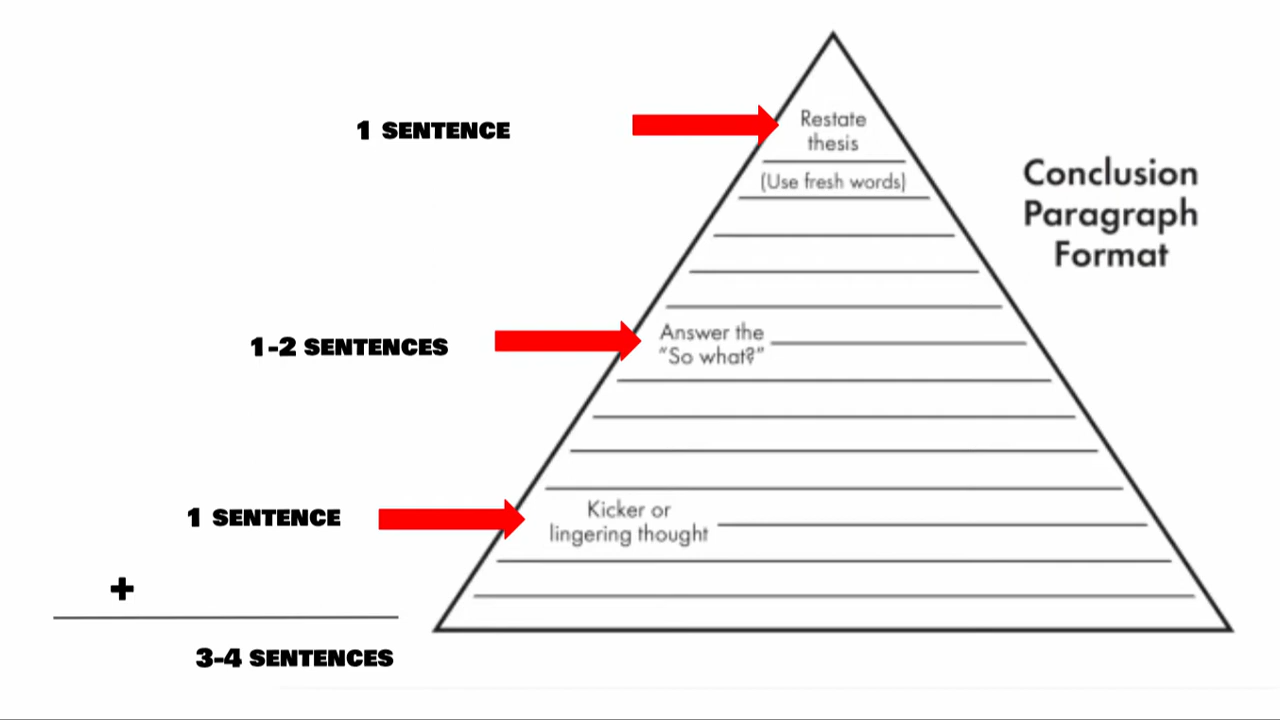 1 SENTENCE
Restate
thesis
(Use fresh words)
Conclusion
Paragraph
Format
1-2 SENTENCES
Answer the
"So what?"
1 SENTENCE
Kicker or
lingering thought
+
3-4 SENTENCES